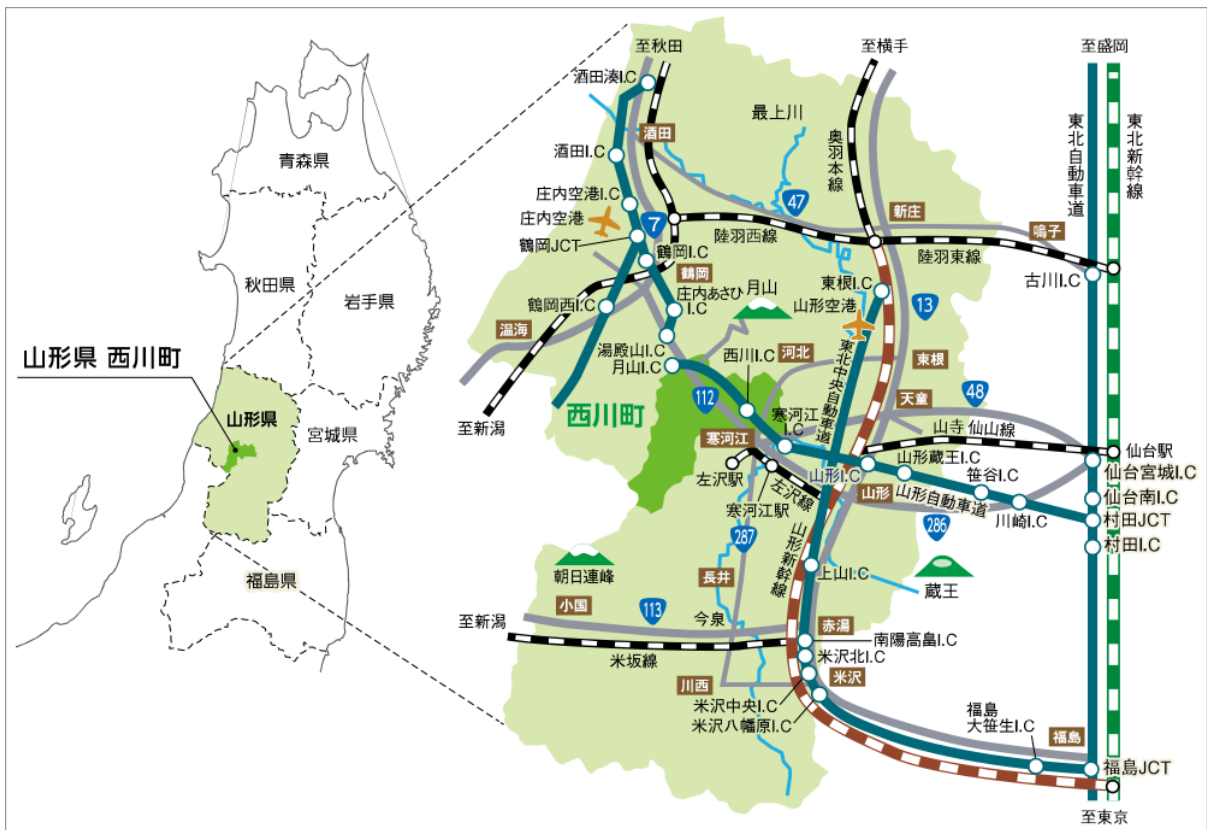 青森県
秋田県
岩手県
山形県 西川町
山形県
宮城県
福島県
至秋田
至横手
至盛岡
酒田湊I.C
最上川
酒田
奥羽本線
東北自動車道
東北新幹線
酒田I.C
庄内空港I.C
47
庄内空港
7
新庄
鳴子
鶴岡JCT
鶴岡I.C
陸羽西線
陸羽東線
鶴岡
古川I.C
庄内あさひ
I.C
月山
東根I.C
鶴岡西I.C
山形空港
13
温海
湯殿山I.C
月山I.C
西川I.C
河北
東北中央自動車道
東根
112
48
西川町
寒河江
I.C
天童
至新潟
寒河江
山寺 仙山線
仙台駅
左沢駅
山形I.C
山形蔵王I.C
笹谷I.C
仙台宮城I.C
左沢線
山形
山形自動車道
仙台南I.C
寒河江駅
川崎I.C
村田JCT
287
山形新幹線
286
村田I.C
朝日連峰
長井
上山I.C
蔵王
小国
113
今泉
赤湯
至新潟
南陽高畠I.C
米坂線
米沢北I.C
川西
米沢
米沢中央I.C
米沢八幡原I.C
福島
大笹生I.C
福島
福島JCT
至東京